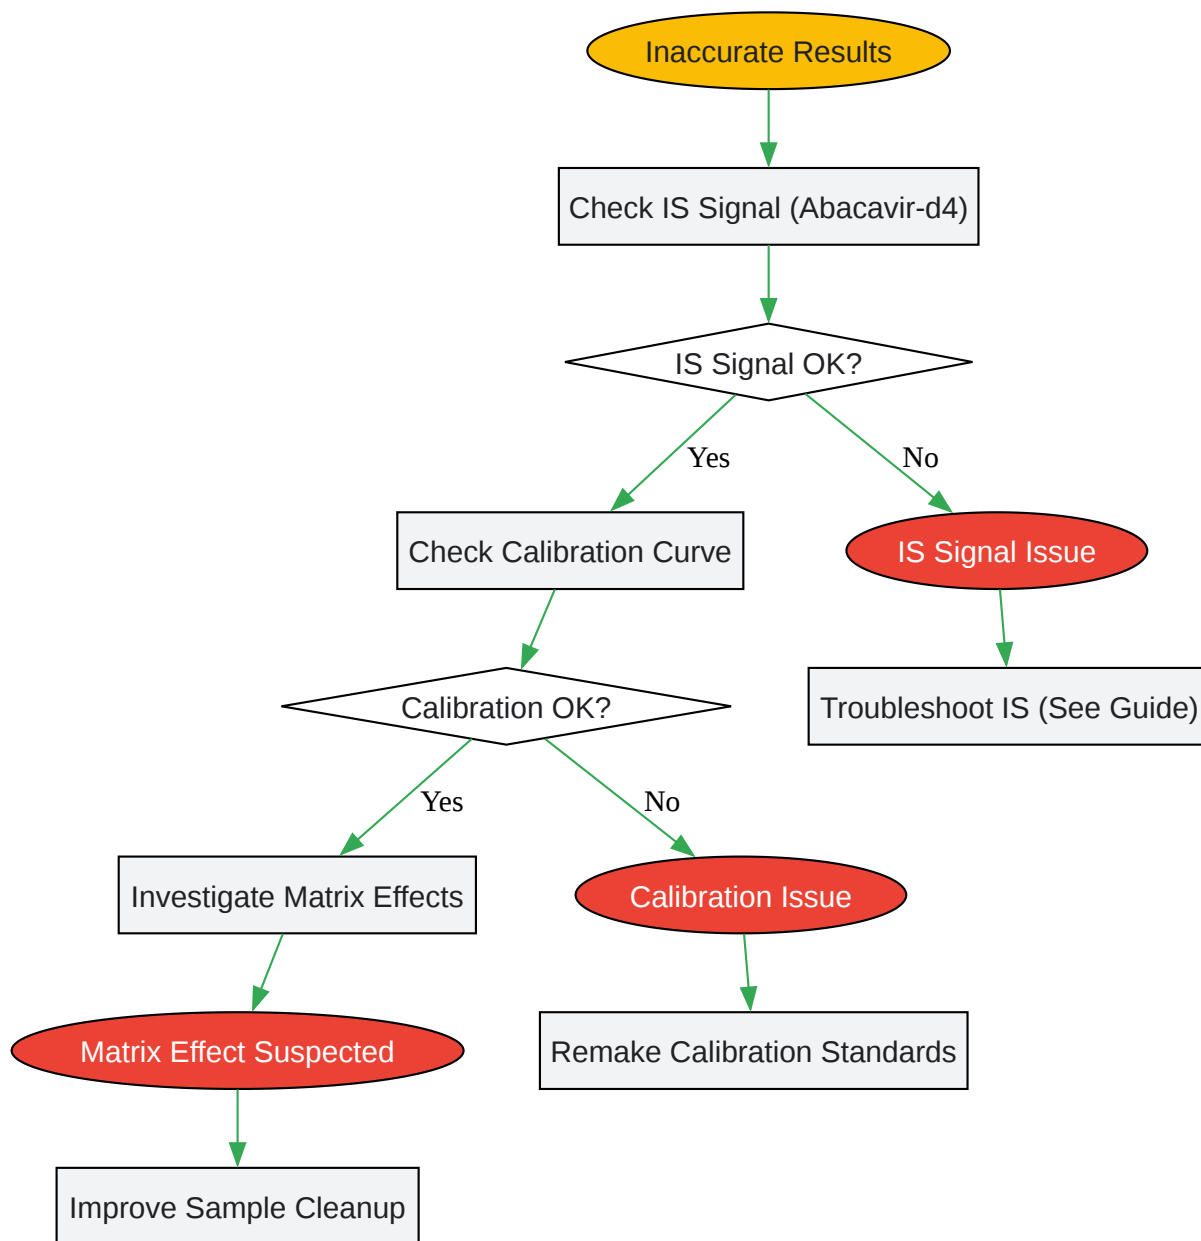 Inaccurate Results
Check IS Signal (Abacavir-d4)
IS Signal OK?
Yes
No
Check Calibration Curve
IS Signal Issue
Calibration OK?
Troubleshoot IS (See Guide)
Yes
No
Investigate Matrix Effects
Calibration Issue
Matrix Effect Suspected
Remake Calibration Standards
Improve Sample Cleanup